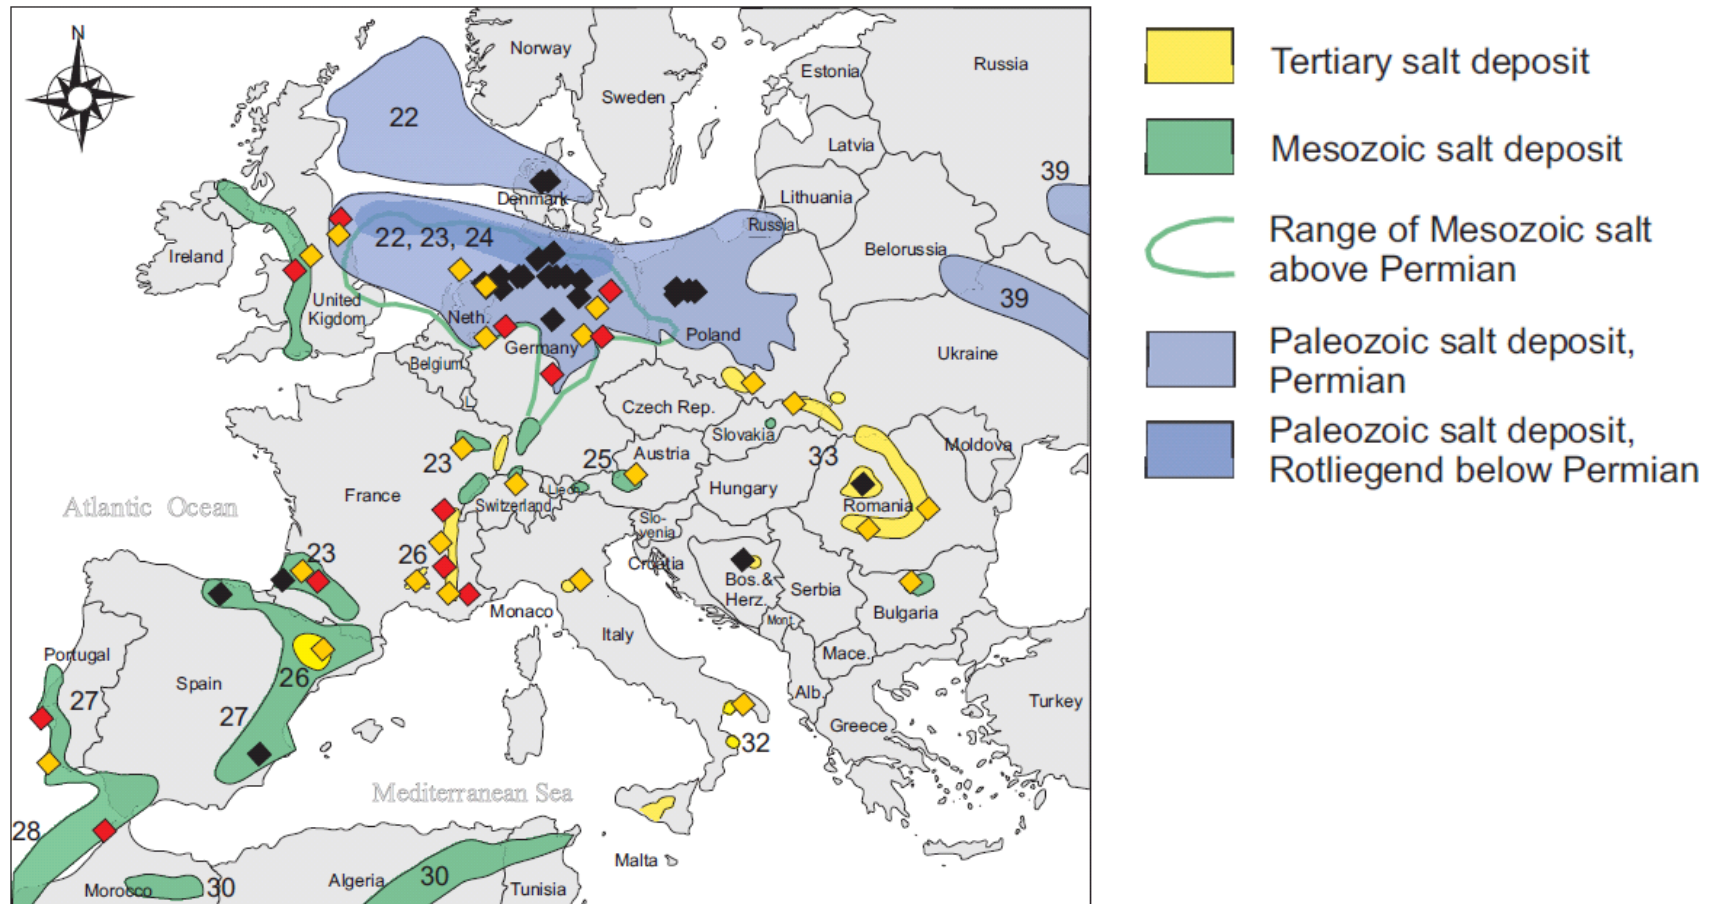 N
Norway
Russia
Estonia
Sweden
22
Latvia
39
Lithuania
Denmark
Russia
22, 23, 24
Belorussia
Ireland
39
United
Kigdom
Neth.
Poland
Germany
Ukraine
Belgium
Czech Rep.
Slovakia
Moldova
23
25
Austria
33
France
Liech.
Hungary
Switzerland
Romania
Atlantic Ocean
Slo-
venia
23
26
Croatia
Bos.&
Herz.
Serbia
Monaco
Bulgaria
Mont.
Italy
Portugal
Mace.
26
Spain
27
Alb.
Turkey
27
Greece
32
Mediterranean Sea
28
Malta
Morocco
30
Algeria
30
Tunisia
Tertiary salt deposit
Mesozoic salt deposit
Range of Mesozoic salt
above Permian
Paleozoic salt deposit,
Permian
Paleozoic salt deposit,
Rotliegend below Permian